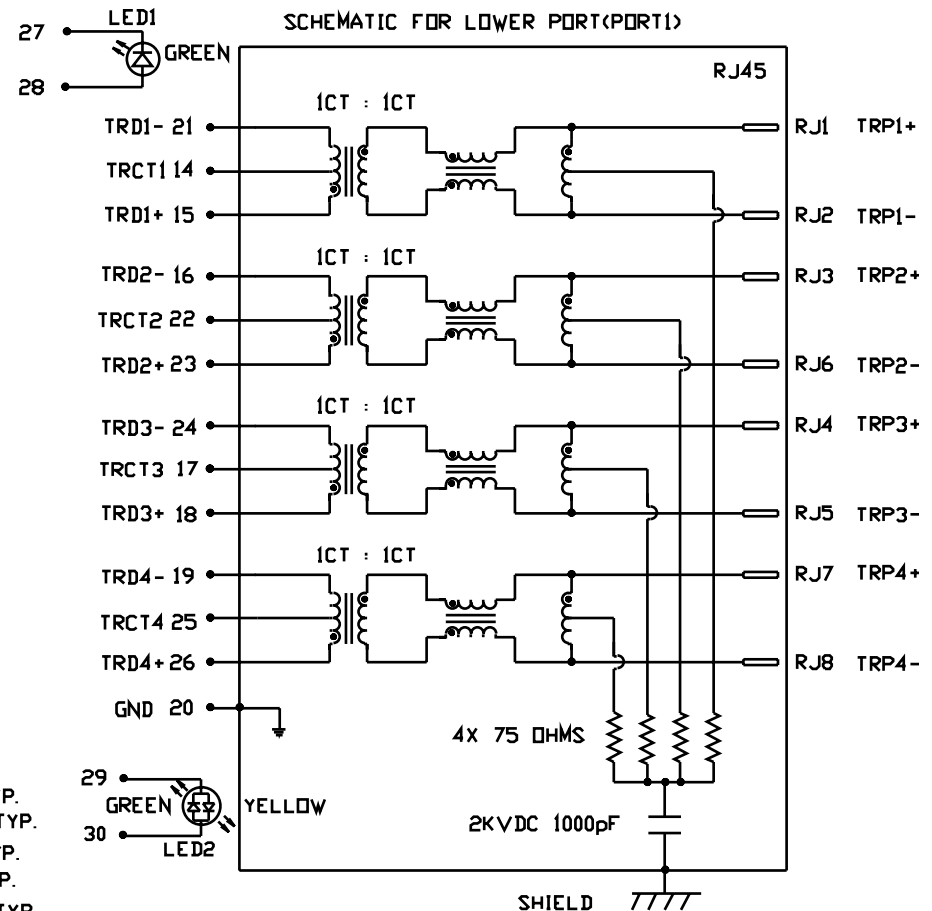 LED1
SCHEMATIC FOR LOWER PORT(PORT1)
27
GREEN
28
RJ45
1CT : 1CT
TRD1- 21
RJ1 TRP1+
TRCT1 14
TRD1+ 15
RJ2 TRP1-
1CT : 1CT
TRD2- 16
RJ3 TRP2+
TRCT2 22
TRD2+ 23
RJ6 TRP2-
1CT : 1CT
TRD3- 24
RJ4 TRP3+
TRCT3 17
TRD3+ 18
RJ5 TRP3-
1CT : 1CT
TRD4- 19
RJ7 TRP4+
TRCT4 25
TRD4+ 26
RJ8 TRP4-
GND 20
4X 75 OHMS
29
GREEN
YELLOW
30
LED2
2KVDC 1000pF
SHIELD
P.
TYP.
P.
P.
TYP.